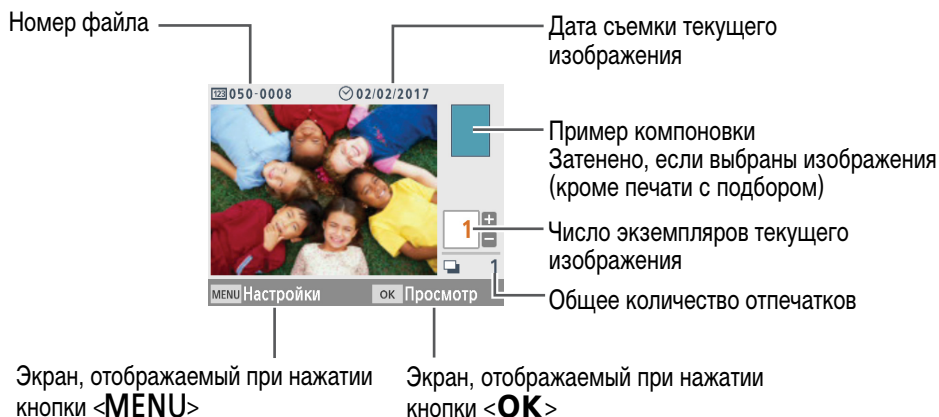 Номер файла
Дата съемки текущего
изображения
123 050-0008
02/02/2017
Пример компоновки
Затенено, если выбраны изображения
(кроме печати с подбором)
1
+
−
Число экземпляров текущего
изображения
1
Общее количество отпечатков
MENU Настройки
OK Просмотр
Экран, отображаемый при нажатии
кнопки <MENU>
Экран, отображаемый при нажатии
кнопки <OK>